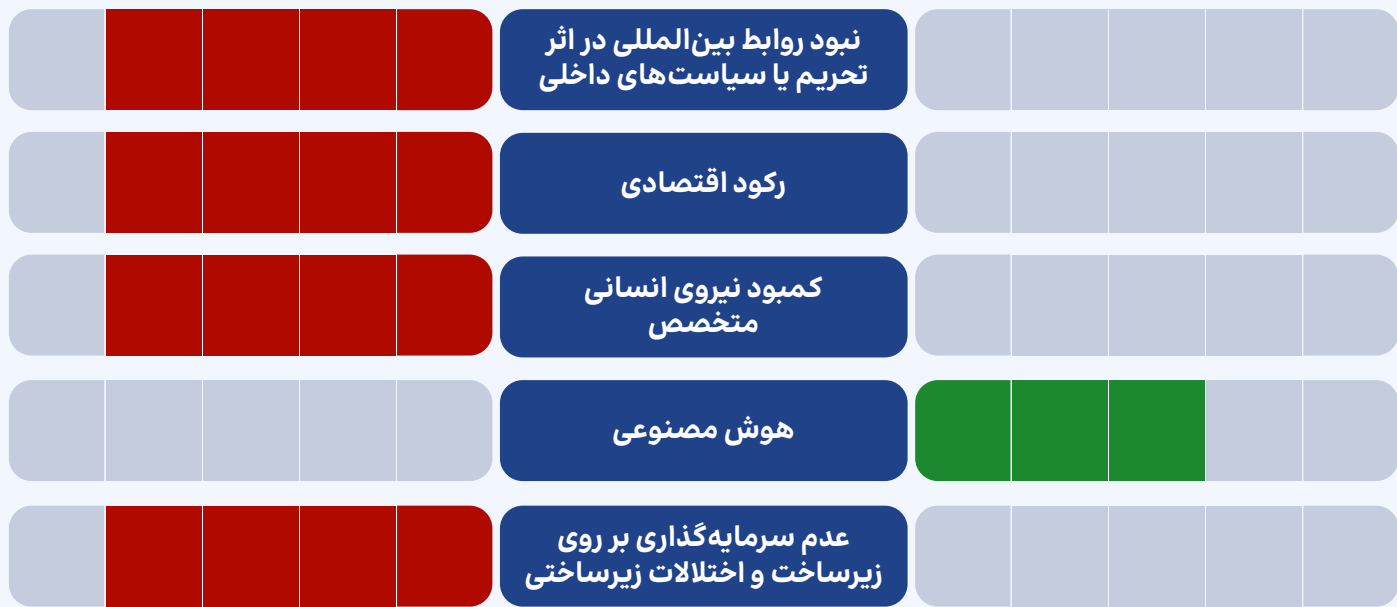 نبود روابط بین‌المللی در اثر
تحریم یا سیاست‌های داخلی
رکود اقتصادی
کمبود نیروی انسانی
متخصص
هوش مصنوعی
عدم سرمایه‌گذاری بر روی
زیرساخت و اختلالات زیرساختی